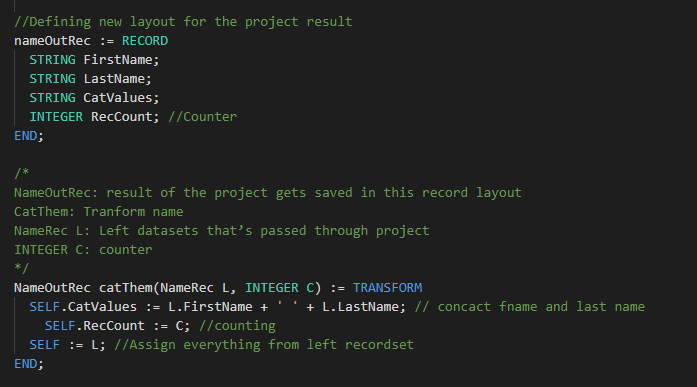 //Defining new layout for the project result
nameOutRec := RECORD
  STRING FirstName;
  STRING LastName;
  STRING CatValues;
  INTEGER RecCount; //Counter
END;

/*
NameOutRec: result of the project gets saved in this record layout
CatThem: Tranform name
NameRec L: Left datasets that’s passed through project
INTEGER C: counter
*/
NameOutRec catThem(NameRec L, INTEGER C) := TRANSFORM
  SELF.CatValues := L.FirstName + ' ' + L.LastName; // concact fname and last name
    SELF.RecCount := C; //counting
  SELF := L; //Assign everything from left recordset
END;